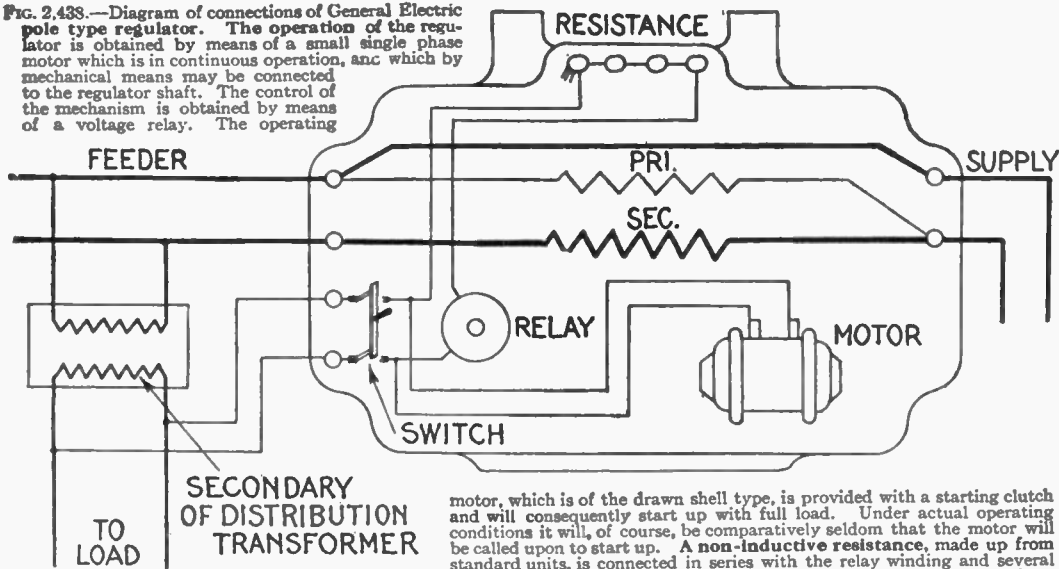 FIG. 2,438.—Diagram of connections of General Electric
pole type regulator. The operation of the regu-
lator is obtained by means of a small single phase
motor which is in continuous operation, anc which by
mechanical means may be connected
to the regulator shaft. The control of
the mechanism is obtained by means
of a voltage relay. The operating
RESISTANCE
FEEDER
PRI.
SUPPLY
SEC.
RELAY
MOTOR
SWITCH
SECONDARY
OF DISTRIBUTION
TRANSFORMER
TO
LOAD
motor, which is of the drawn shell type, is provided with a starting clutch
and will consequently start up with full load. Under actual operating
conditions it will, of course, be comparatively seldom that the motor will
be called upon to start up. A non-inductive resistance, made up from
standard units, is connected in series with the relay winding and several